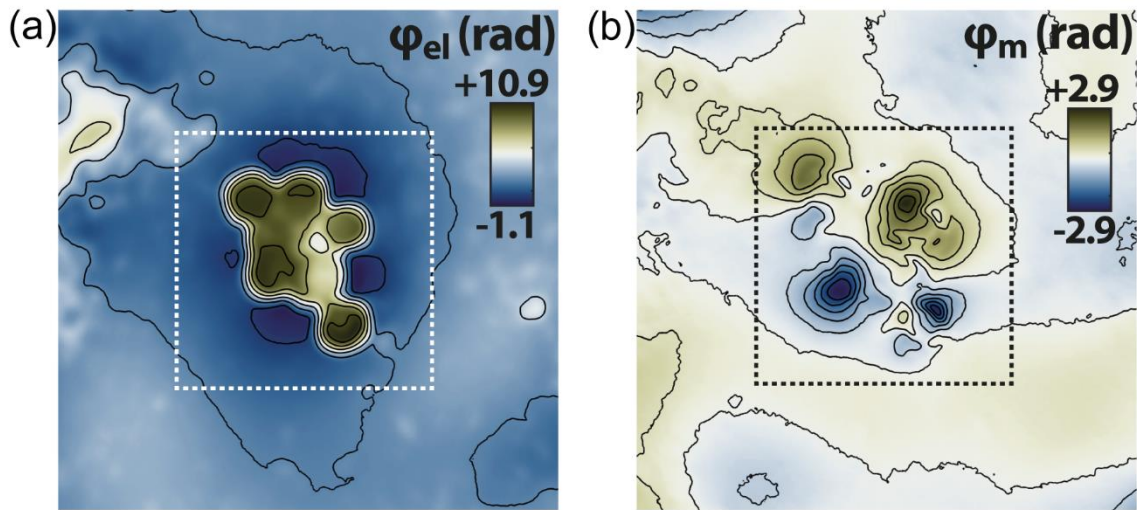 (a)
φel (rad)
+10.9
-1.1
(b)
φm (rad)
+2.9
-2.9